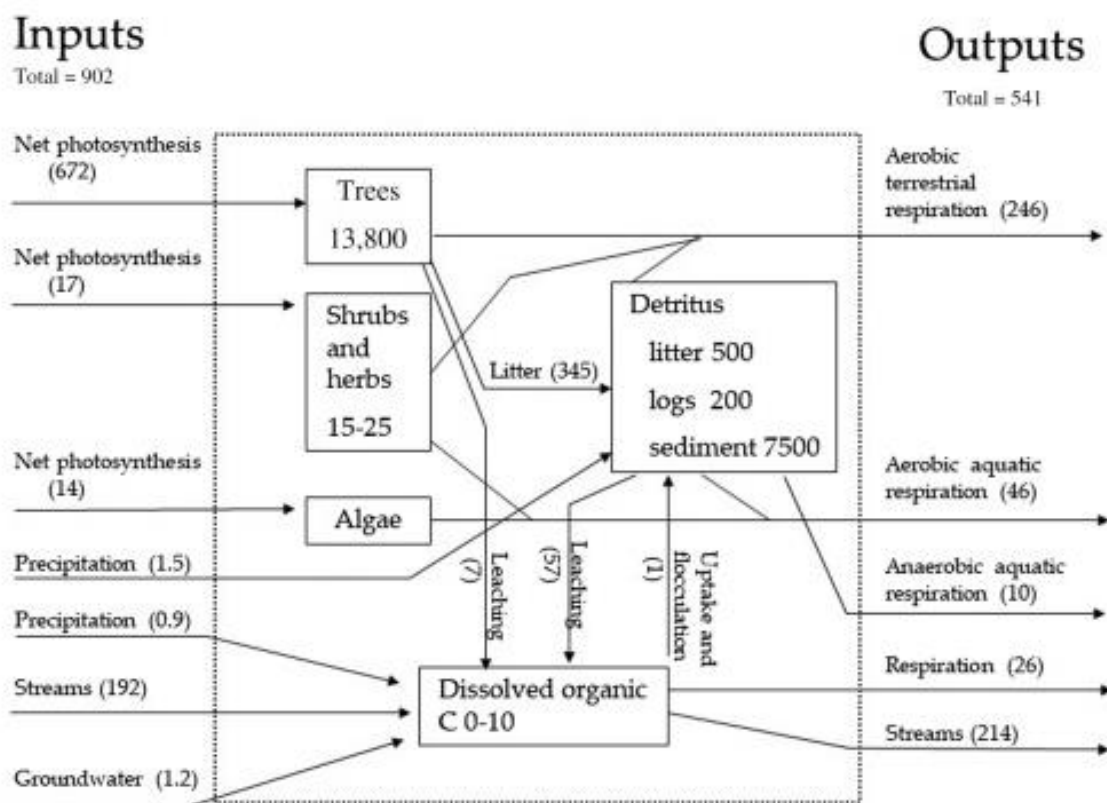 Inputs
Total = 902
Outputs
Total = 541
Net photosynthesis
(672)
Net photosynthesis
(17)
Net photosynthesis
(14)
Precipitation (1.5)
Precipitation (0.9)
Streams (192)
Groundwater (1.2)
Trees
13,800
Shrubs
and
herbs
15-25
Algae
Litter (345)
Detritus
litter 500
logs 200
sediment 7500
Leaching
(7)
Leaching
(57)
Uptake and
flocculation
(1)
Dissolved organic
C 0-10
Aerobic
terrestrial
respiration (246)
Aerobic aquatic
respiration (46)
Anaerobic aquatic
respiration (10)
Respiration (26)
Streams (214)